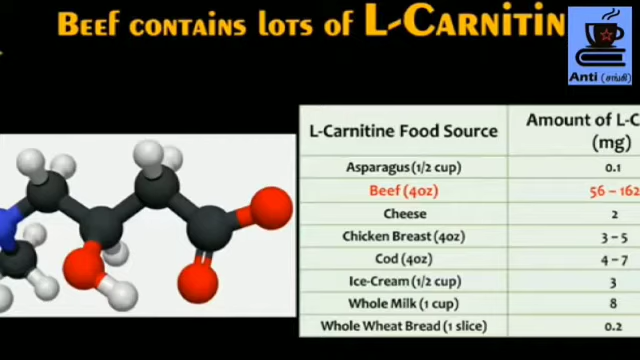 Beef contains lots of L-Carnitin
Anti (சங்கி)
L-Carnitine Food Source Amount of L-C (mg)
Asparagus (1/2 cup) 0.1
Beef (4oz) 56 – 162
Cheese 2
Chicken Breast (4oz) 3 – 5
Cod (4oz) 4 – 7
Ice-Cream (1/2 cup) 3
Whole Milk (1 cup) 8
Whole Wheat Bread (1 slice) 0.2